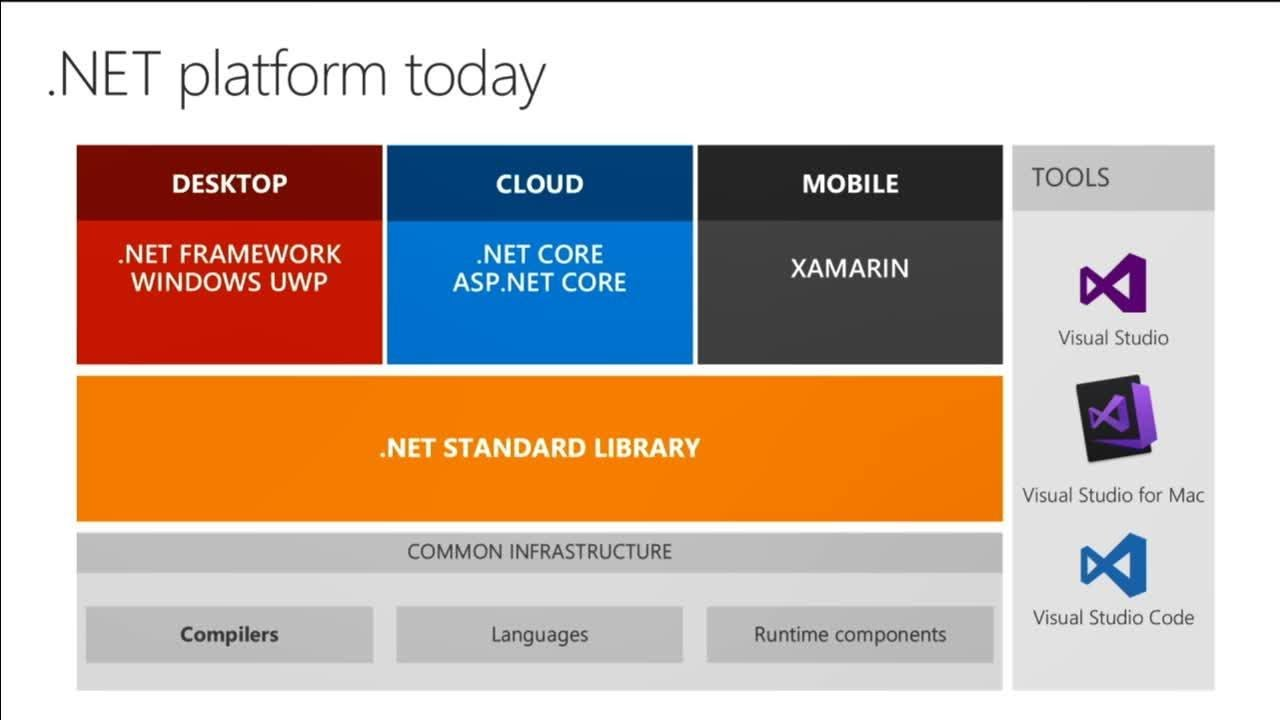 .NET platform today
DESKTOP
.NET FRAMEWORK
WINDOWS UWP
CLOUD
.NET CORE
ASP.NET CORE
MOBILE
XAMARIN
.NET STANDARD LIBRARY
COMMON INFRASTRUCTURE
Compilers
Languages
Runtime components
TOOLS
Visual Studio
Visual Studio for Mac
Visual Studio Code